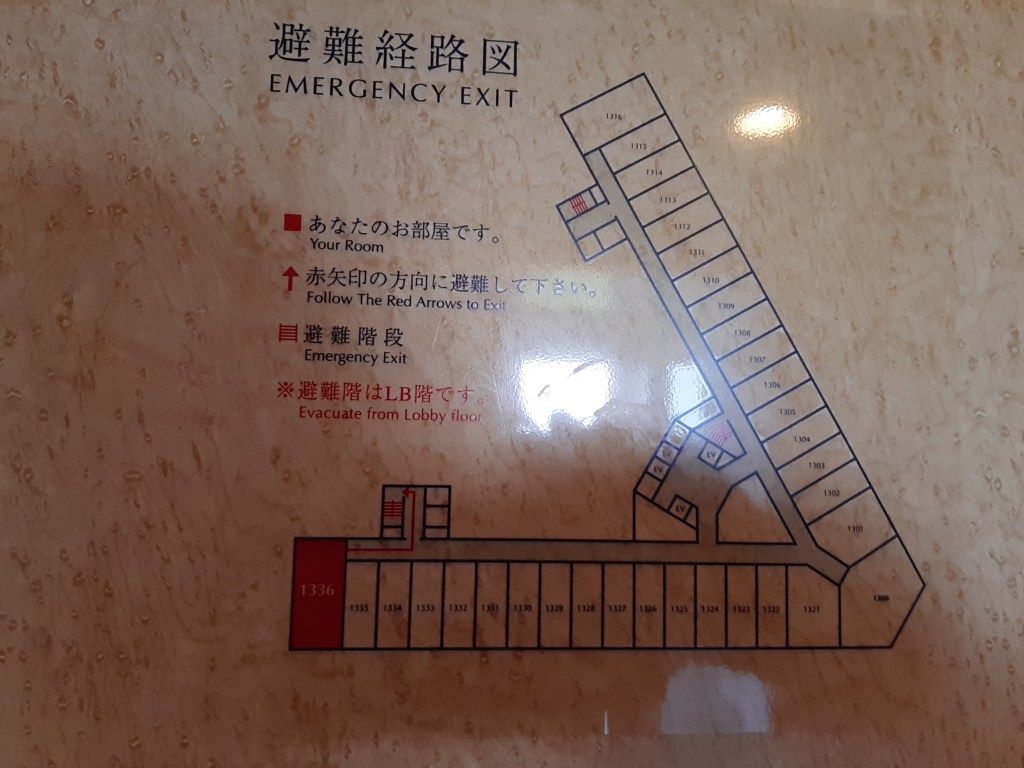 避難経路図
EMERGENCY EXIT
あなたのお部屋です。
Your Room
赤矢印の方向に避難して下さい。
Follow The Red Arrows to Exit
避難階段
Emergency Exit
※避難階はLB階です。
Evacuate from Lobby floor
1316
1315
1314
1313
1312
1311
1310
1309
1308
1307
1306
1305
1304
1303
1302
1301
EV
EV
EV
1336
1335
1334
1333
1332
1331
1330
1329
1328
1327
1326
1325
1324
1323
1322
1321